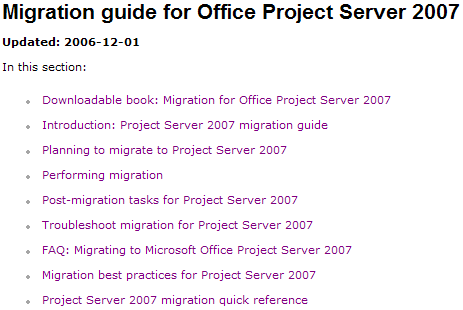 Migration guide for Office Project Server 2007
Updated: 2006-12-01
In this section:
Downloadable book: Migration for Office Project Server 2007
Introduction: Project Server 2007 migration guide
Planning to migrate to Project Server 2007
Performing migration
Post-migration tasks for Project Server 2007
Troubleshoot migration for Project Server 2007
FAQ: Migrating to Microsoft Office Project Server 2007
Migration best practices for Project Server 2007
Project Server 2007 migration quick reference